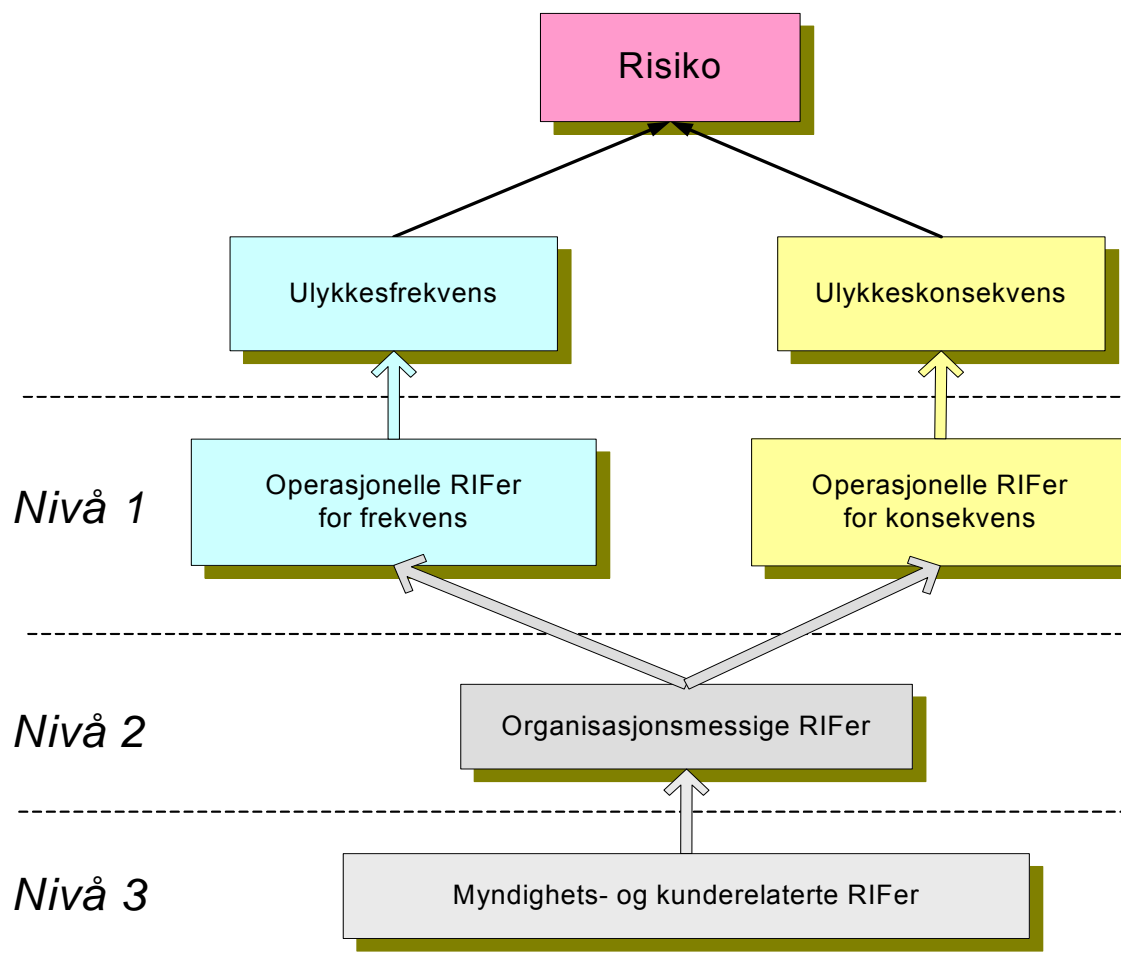 Risiko
Ulykkesfrekvens
Ulykkeskonsekvens
Nivå 1
Operasjonelle RIFer
for frekvens
Operasjonelle RIFer
for konsekvens
Nivå 2
Organisasjonsmessige RIFer
Nivå 3
Myndighets- og kunderelaterte RIFer